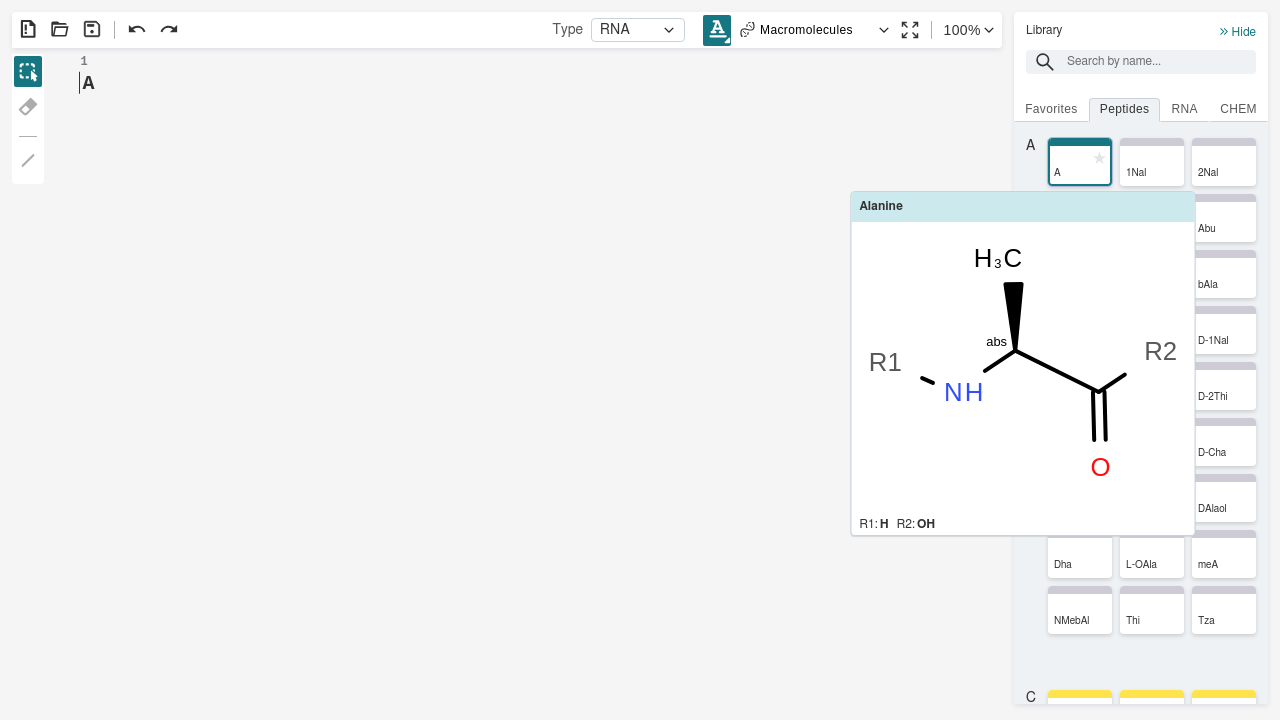 Type RNA A Macromolecules 100%
1
A
Library
Hide
Search by name...
Favorites Peptides RNA CHEM
A
A 1Nal 2Nal
Abu
bAla
D-1Nal
D-2Thi
D-Cha
DAlaol
Dha L-OAla meA
NMebAl Thi Tza
C
Alanine
H₃C
abs
R1
R2
NH
O
R1: H R2: OH